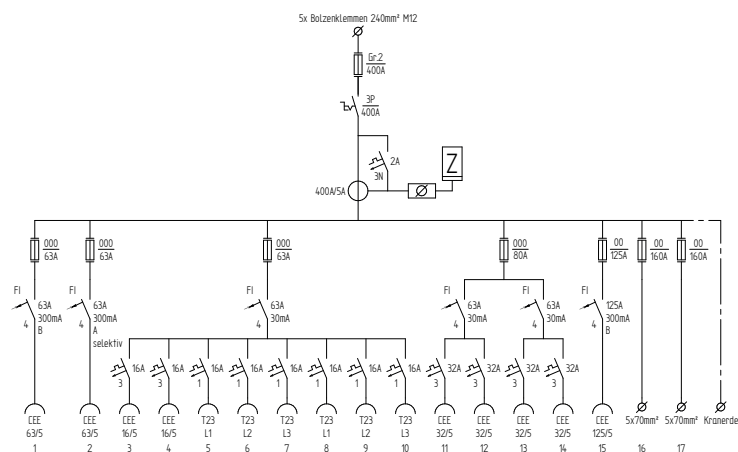 5x Bolzenklemmen 240mm² M12
Gr.2
400A
3P
400A
2A
3N
Z
400A/5A
000 000 000 000 00 00 00
63A 63A 63A 80A 125A 160A 160A
FI FI FI FI FI FI
63A 63A 63A 63A 63A 125A
300mA 300mA 30mA 30mA 30mA 300mA
4 4 4 4 4 4
B A B
selektiv
16A 16A 16A 16A 16A 16A 16A 16A 32A 32A 32A 32A
3 3 1 1 1 1 1 1 3 3 3 3
CEE CEE CEE CEE T23 T23 T23 T23 T23 T23 CEE CEE CEE CEE CEE 5x70mm² 5x70mm² Kranerde
63/5 63/5 16/5 16/5 L1 L2 L3 L1 L2 L3 32/5 32/5 32/5 32/5 125/5
1 2 3 4 5 6 7 8 9 10 11 12 13 14 15 16 17